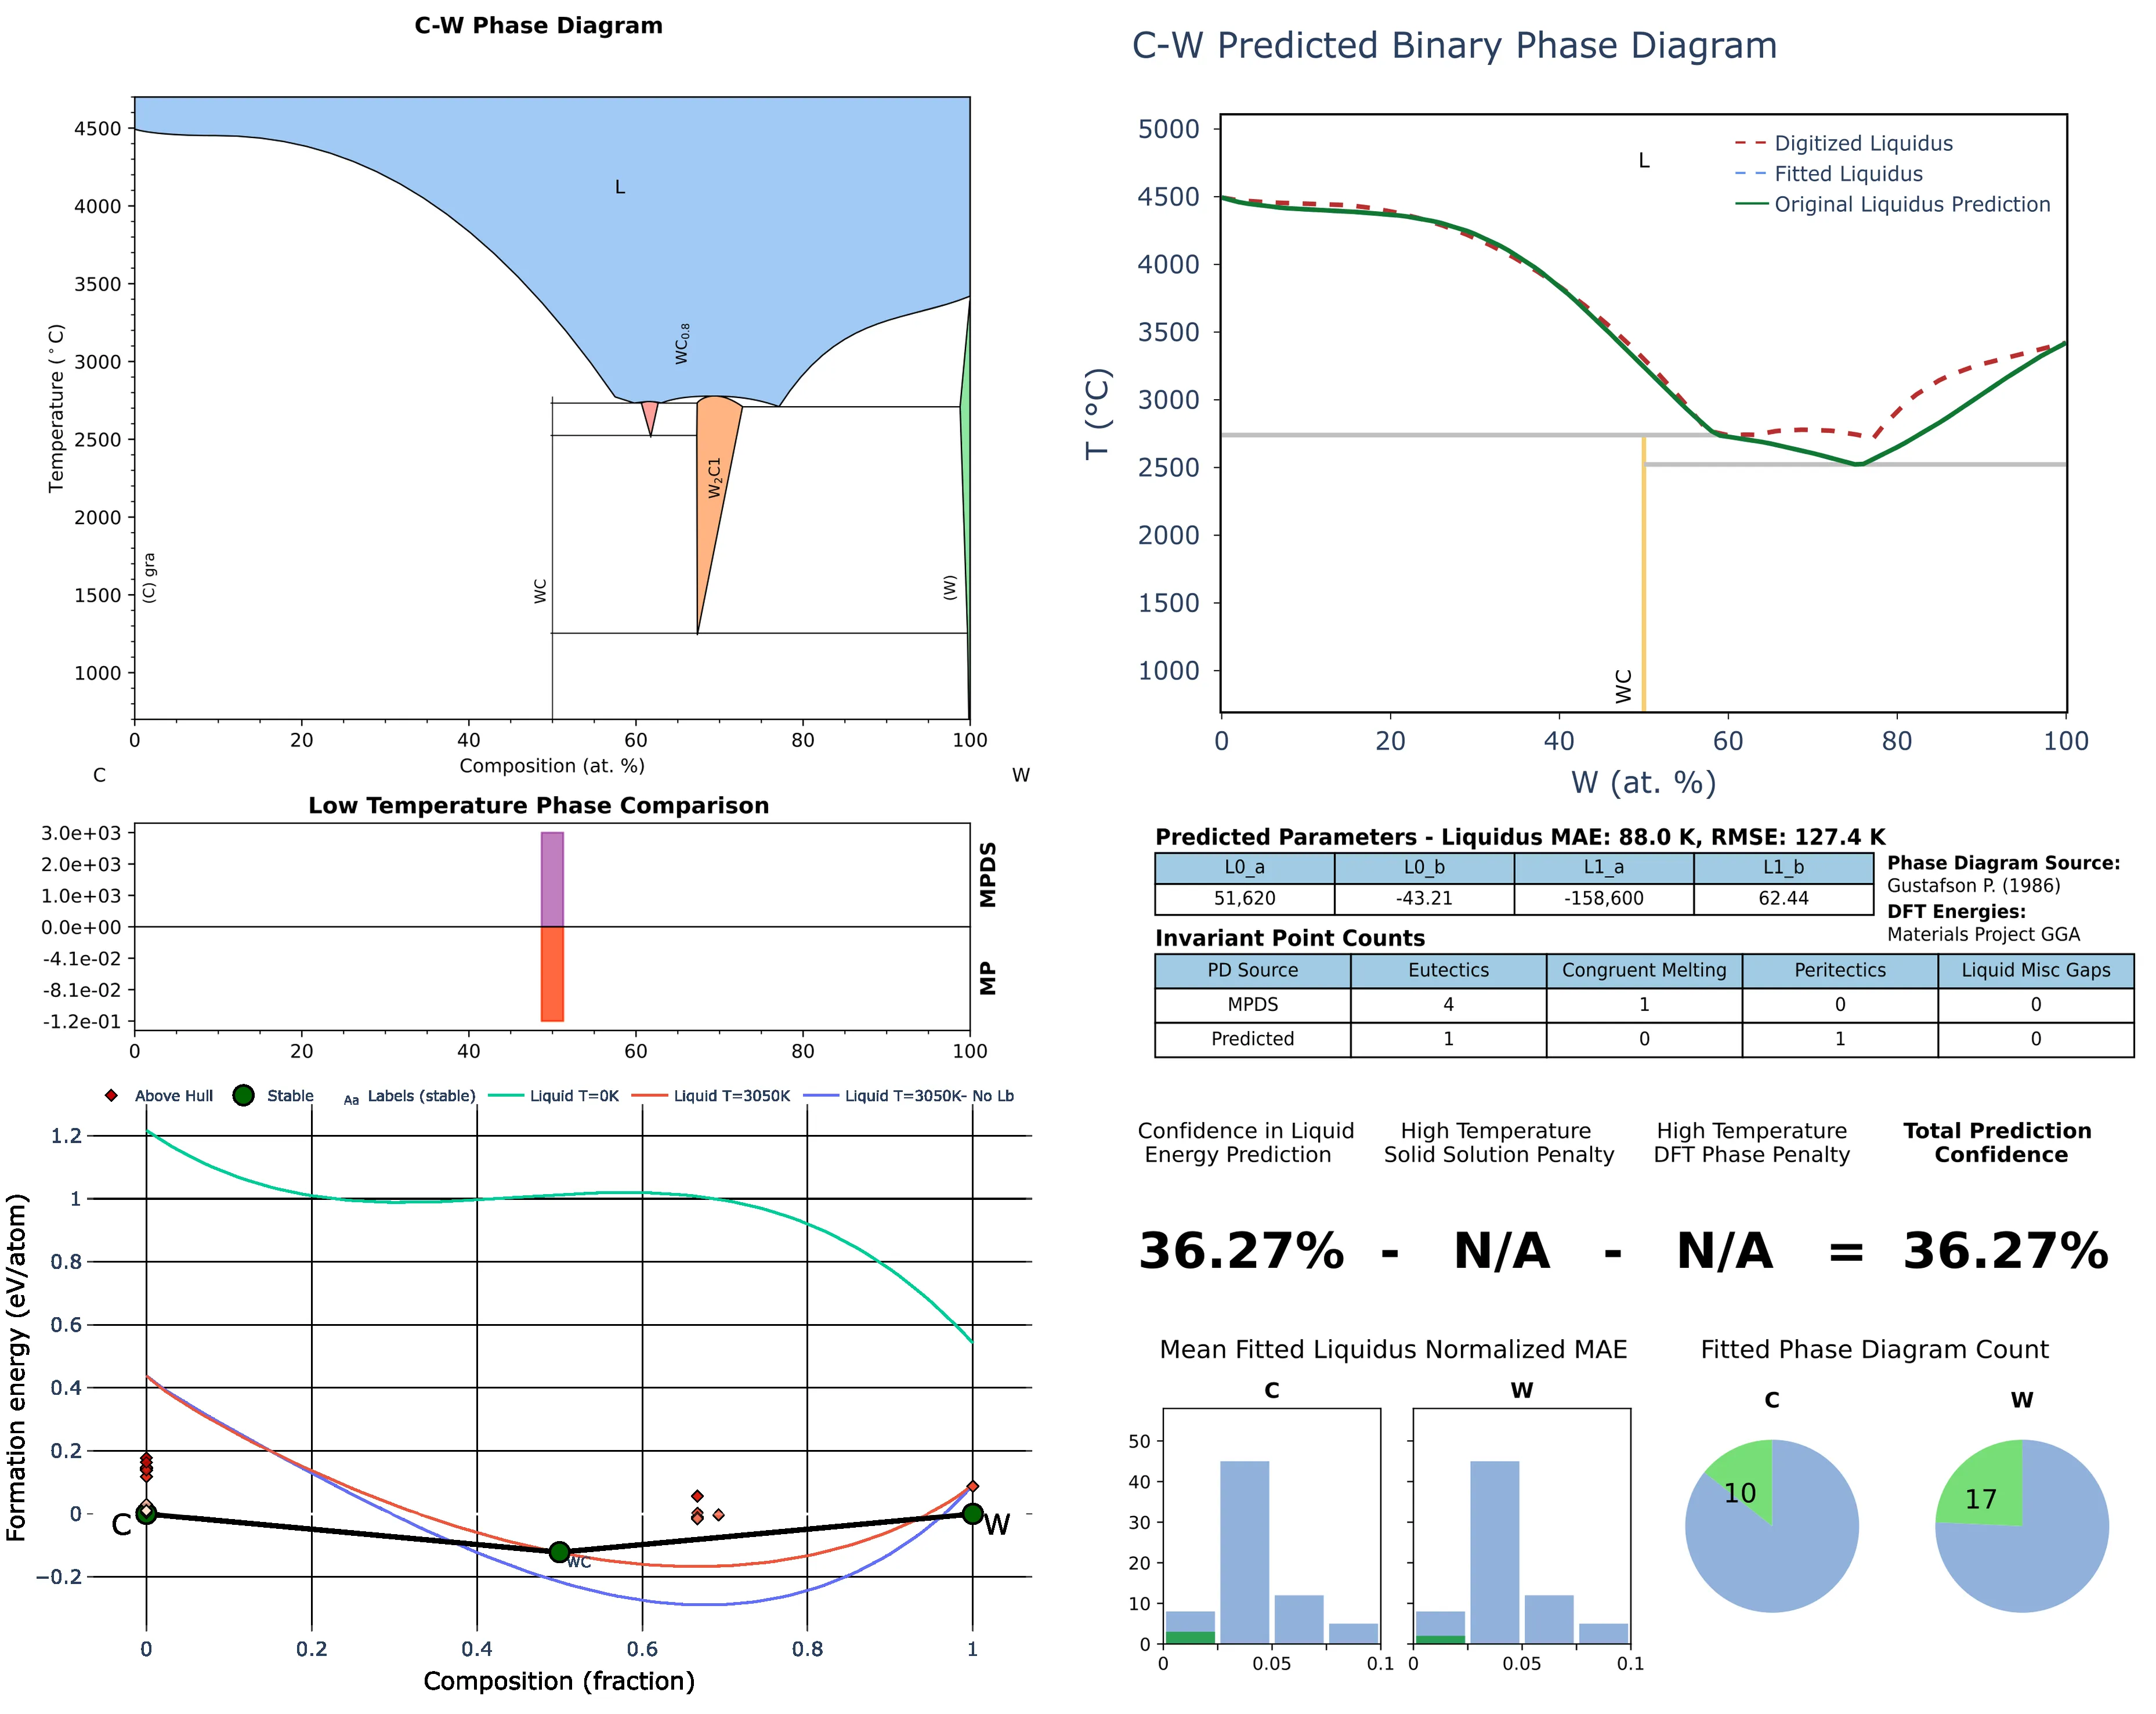 C-W Phase Diagram
Temperature (°C)
4500
4000
3500
3000
2500
2000
1500
1000
L
WC0.8
W2C1
(C) gra
WC
(W)
0 20 40 60 80 100
Composition (at. %)
C W
Low Temperature Phase Comparison
3.0e+03
2.0e+03
1.0e+03
0.0e+00
-4.1e-02
-8.1e-02
-1.2e-01
MPDS
MP
0 20 40 60 80 100
Above Hull Stable Aa Labels (stable) Liquid T=0K Liquid T=3050K Liquid T=3050K- No Lb
Formation energy (eV/atom)
1.2
1
0.8
0.6
0.4
0.2
0
−0.2
C
WC
W
0 0.2 0.4 0.6 0.8 1
Composition (fraction)
C-W Predicted Binary Phase Diagram
T (°C)
5000
4500
4000
3500
3000
2500
2000
1500
1000
L
Digitized Liquidus
Fitted Liquidus
Original Liquidus Prediction
WC
0 20 40 60 80 100
W (at. %)
Predicted Parameters - Liquidus MAE: 88.0 K, RMSE: 127.4 K
L0_a L0_b L1_a L1_b
51,620 -43.21 -158,600 62.44
Phase Diagram Source:
Gustafson P. (1986)
DFT Energies:
Materials Project GGA
Invariant Point Counts
PD Source Eutectics Congruent Melting Peritectics Liquid Misc Gaps
MPDS 4 1 0 0
Predicted 1 0 1 0
Confidence in Liquid
Energy Prediction
High Temperature
Solid Solution Penalty
High Temperature
DFT Phase Penalty
Total Prediction
Confidence
36.27% - N/A - N/A = 36.27%
Mean Fitted Liquidus Normalized MAE
C W
50
40
30
20
10
0
0 0.05 0.1
0 0.05 0.1
Fitted Phase Diagram Count
C W
10 17